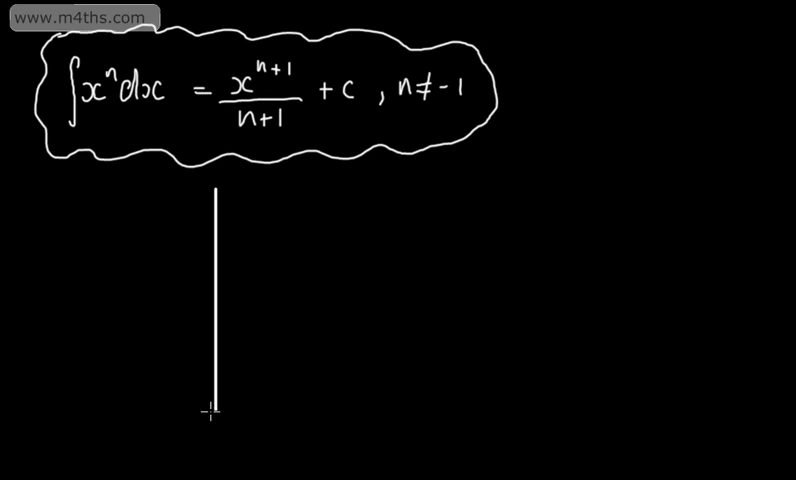 www.m4ths.com
∫xⁿdx = xⁿ⁺¹/n+1 + c , n ≠ -1